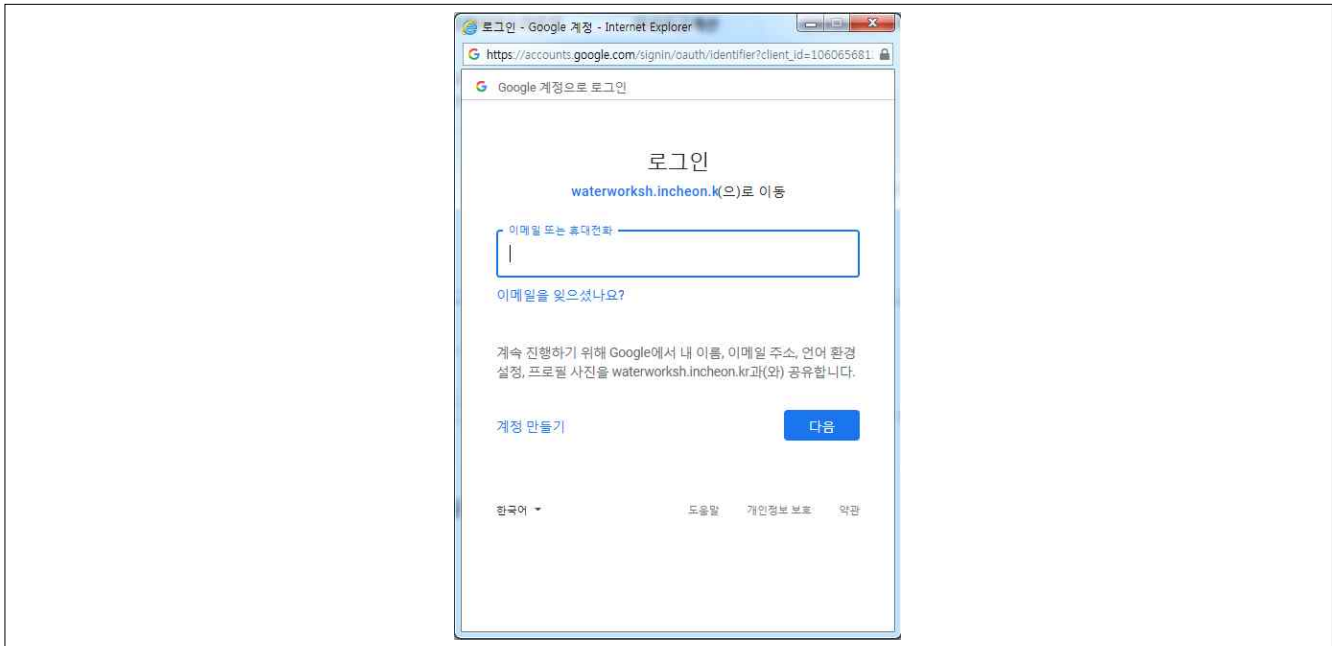 로그인 - Google 계정 - Internet Explorer
https://accounts.google.com/signin/oauth/identifier?client_id=106065681
Google 계정으로 로그인
로그인
waterworksh.incheon.k(으)로 이동
이메일 또는 휴대전화
이메일을 잊으셨나요?
계속 진행하기 위해 Google에서 내 이름, 이메일 주소, 언어 환경
설정, 프로필 사진을 waterworksh.incheon.kr과(와) 공유합니다.
계정 만들기 다음
한국어 도움말 개인정보 보호 약관